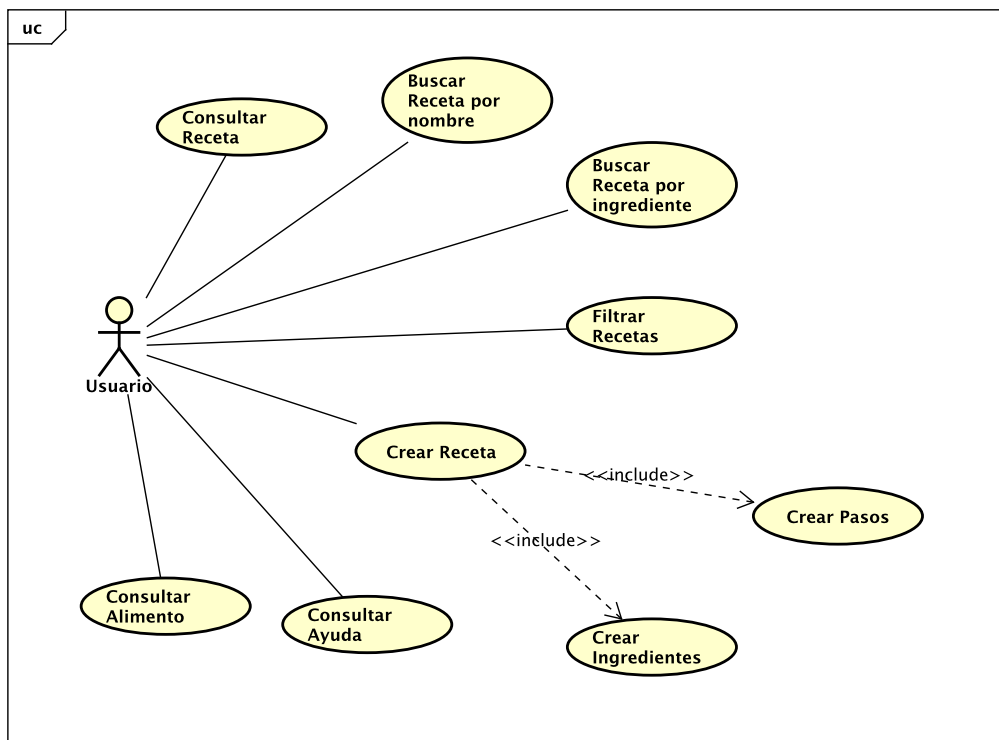 uc
Buscar
Receta por
nombre
Consultar
Receta
Buscar
Receta por
ingrediente
Filtrar
Recetas
Usuario
Crear Receta
<<include>>
Crear Pasos
<<include>>
Consultar
Alimento
Consultar
Ayuda
Crear
Ingredientes